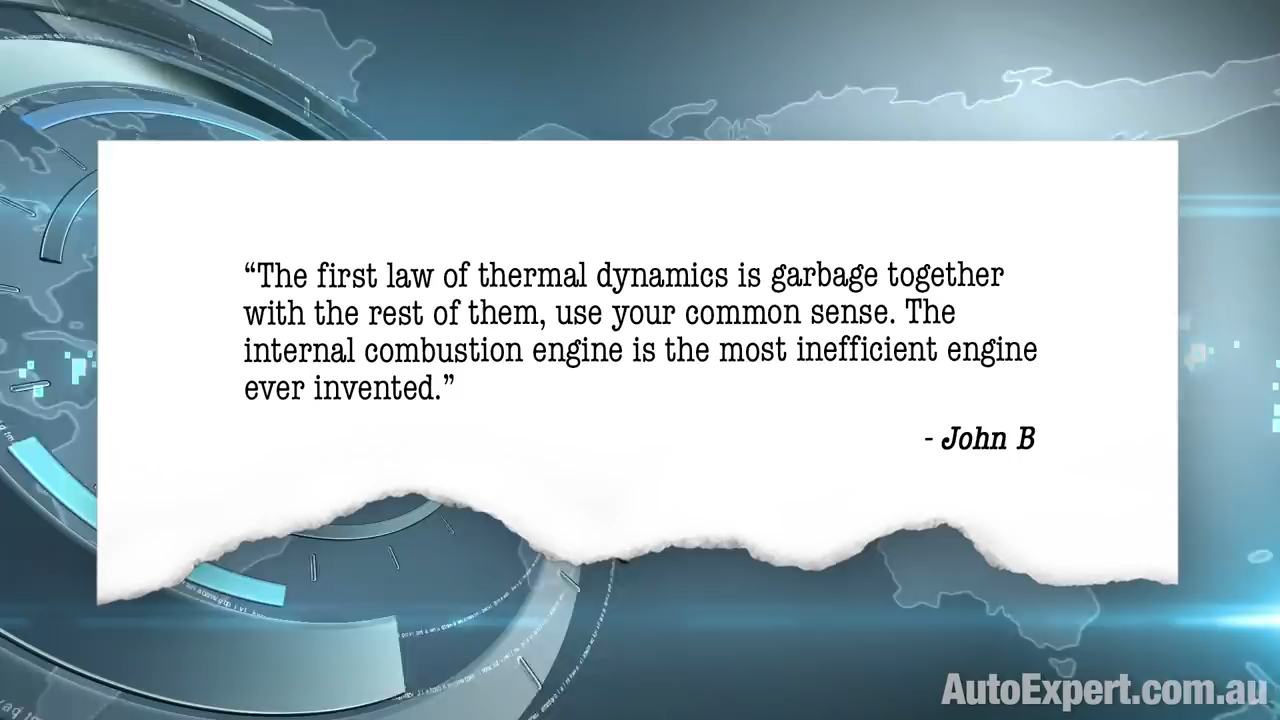 “The first law of thermal dynamics is garbage together
with the rest of them, use your common sense. The
internal combustion engine is the most inefficient engine
ever invented.”
- John B
AutoExpert.com.au